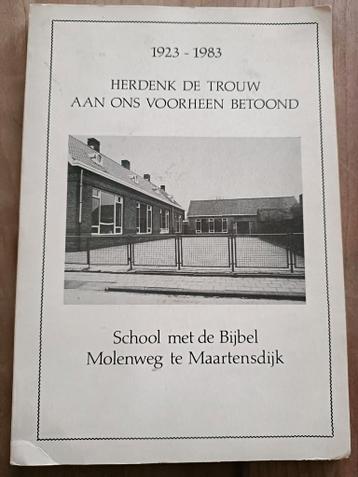 1923 - 1983
HERDENK DE TROUW
AAN ONS VOORHEEN BETOOND
School met de Bijbel
Molenweg te Maartensdijk